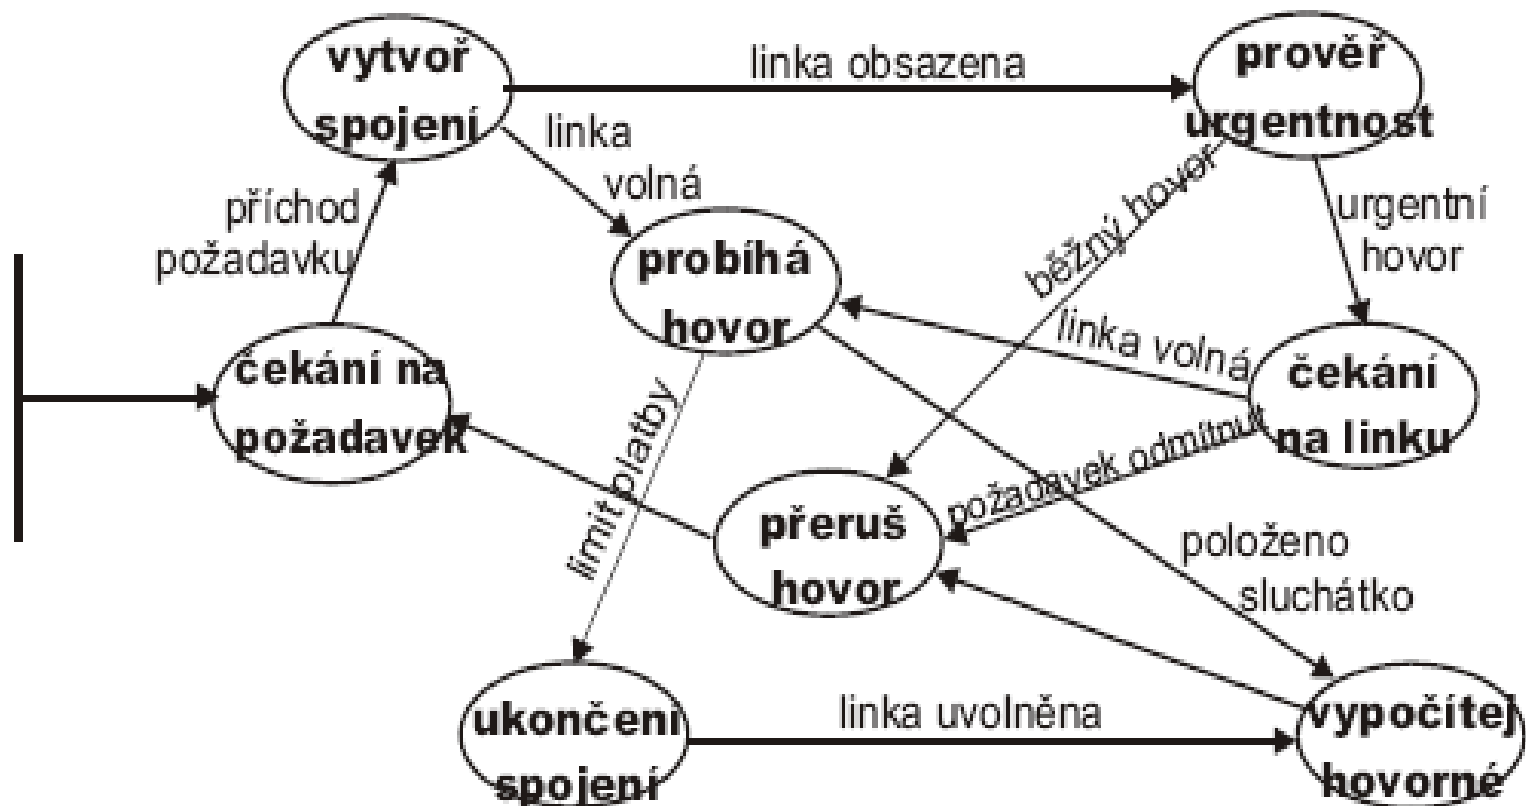 vytvoř
spojení
linka obsazena
prověř
urgentnost
linka
volná
příchod
požadavku
běžný hovor
urgentní
hovor
probíhá
hovor
linka volná
čekání na
požadavek
čekání
na linku
limit platby
požadavek odmítnut
přeruš
hovor
položeno
sluchátko
ukončení
spojení
linka uvolněna
vypočítej
hovorné